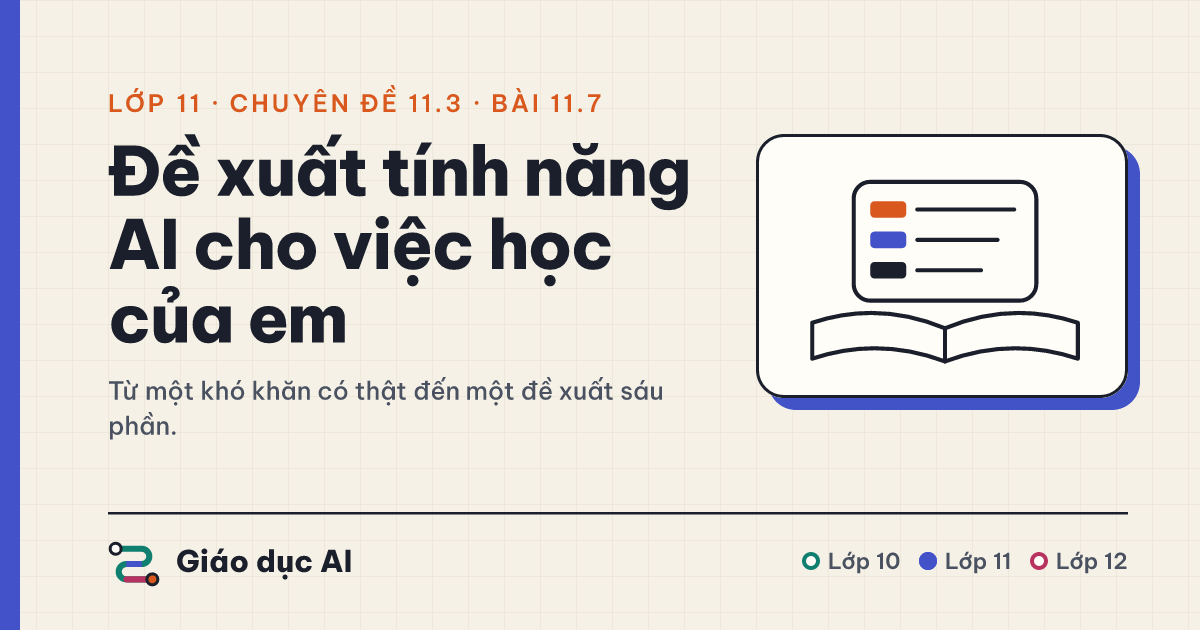 LỚP 11 · CHUYÊN ĐỀ 11.3 · BÀI 11.7
Đề xuất tính năng
AI cho việc học
của em
Từ một khó khăn có thật đến một đề xuất sáu
phần.
Giáo dục AI
Lớp 10
Lớp 11
Lớp 12